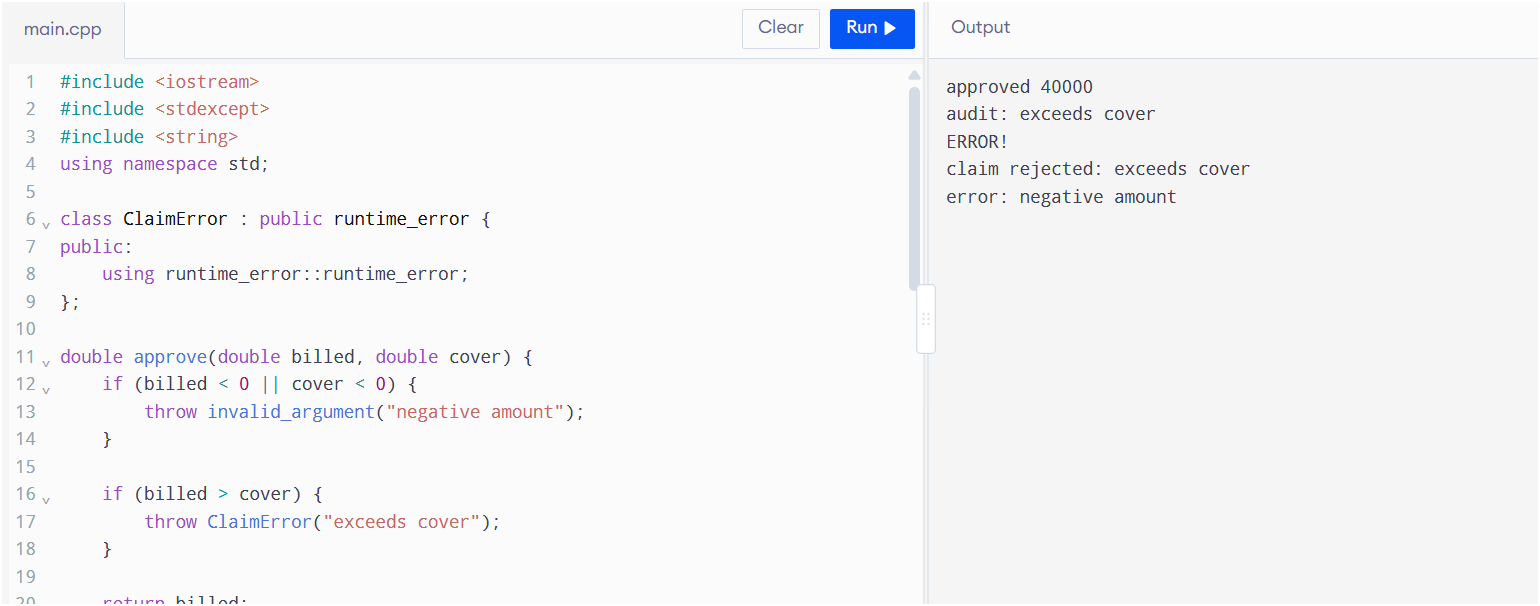 main.cpp
Clear
Run
Output
1 #include <iostream>
2 #include <stdexcept>
3 #include <string>
4 using namespace std;
5
6 class ClaimError : public runtime_error {
7 public:
8     using runtime_error::runtime_error;
9 };
10
11 double approve(double billed, double cover) {
12     if (billed < 0 || cover < 0) {
13         throw invalid_argument("negative amount");
14     }
15
16     if (billed > cover) {
17         throw ClaimError("exceeds cover");
18     }
19
20     return billed;
approved 40000
audit: exceeds cover
ERROR!
claim rejected: exceeds cover
error: negative amount